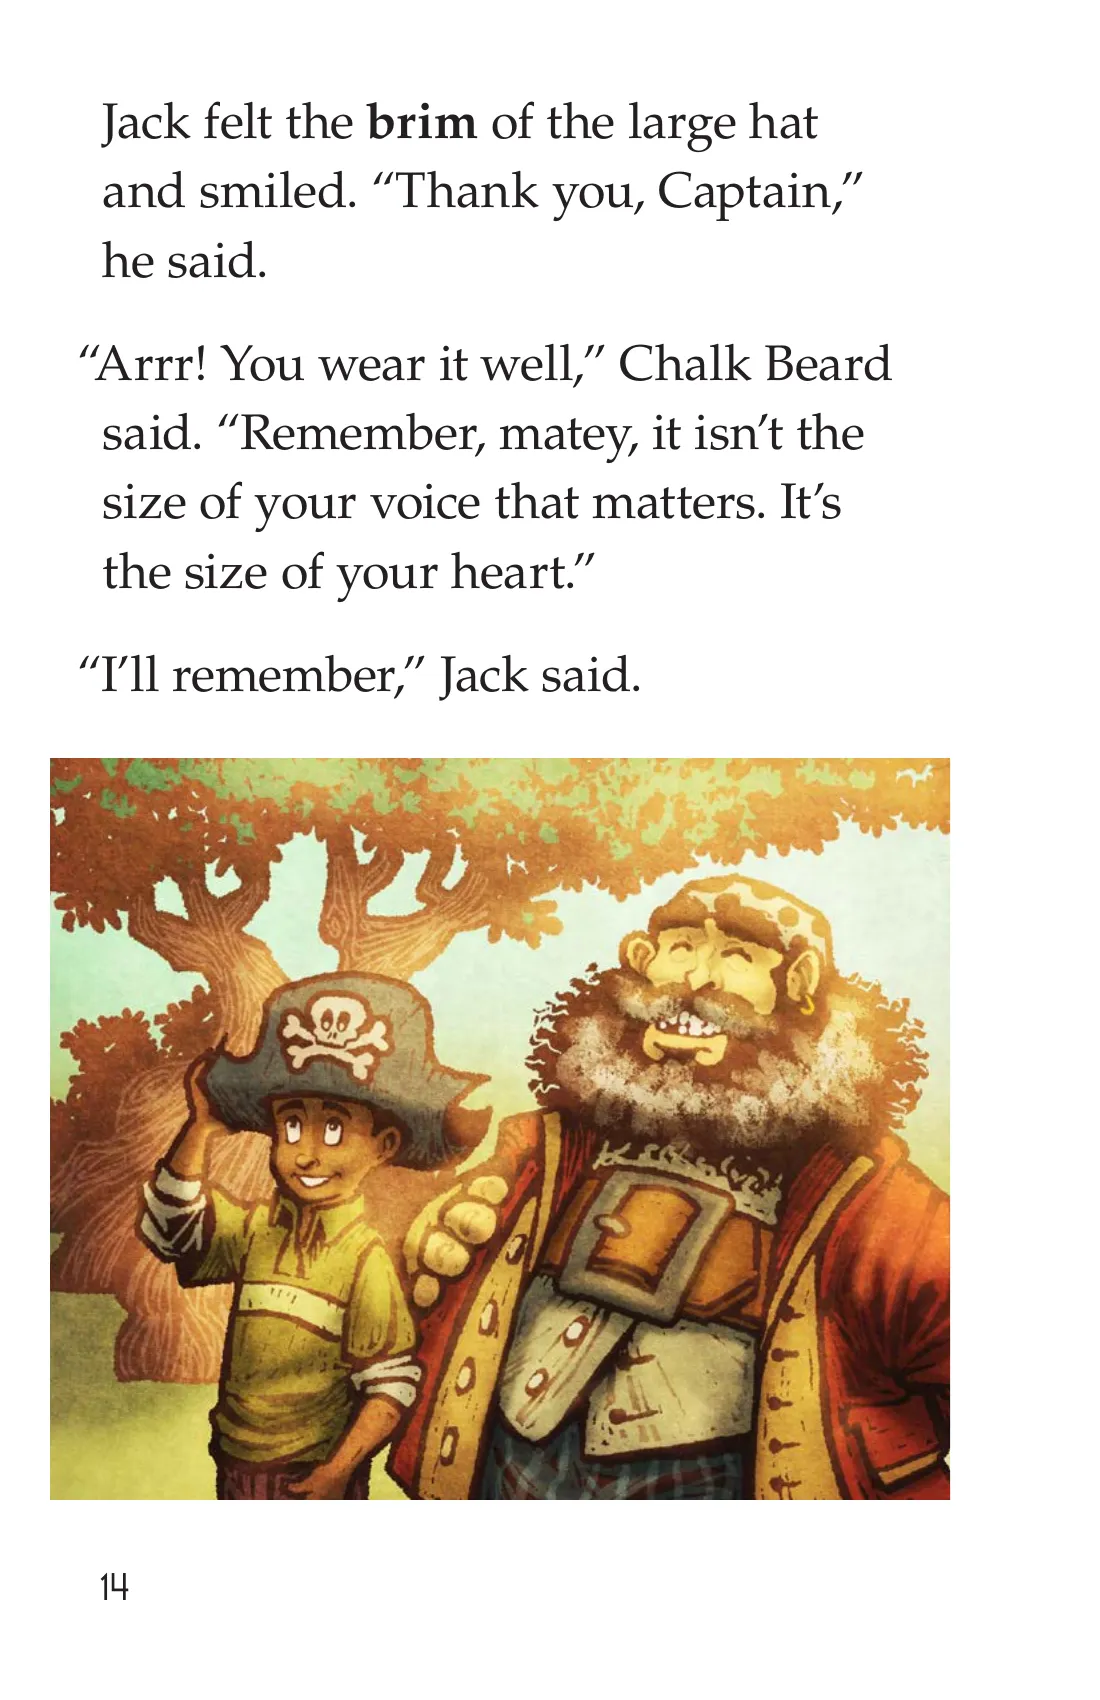 Jack felt the brim of the large hat
and smiled. “Thank you, Captain,”
he said.
“Arrr! You wear it well,” Chalk Beard
said. “Remember, matey, it isn’t the
size of your voice that matters. It’s
the size of your heart.”
“I’ll remember,” Jack said.
14